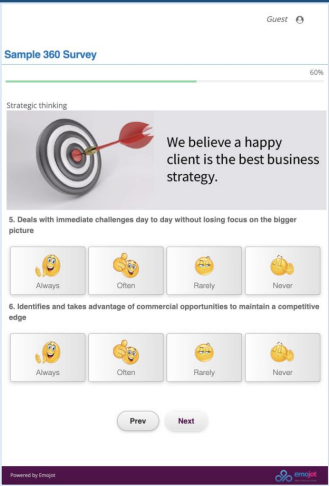 Guest
Sample 360 Survey
60%
Strategic thinking
We believe a happy
client is the best business
strategy.
5. Deals with immediate challenges day to day without losing focus on the bigger
picture
Always Often Rarely Never
6. Identifies and takes advantage of commercial opportunities to maintain a competitive
edge
Always Often Rarely Never
Prev Next
Powered by Emojot
emojot